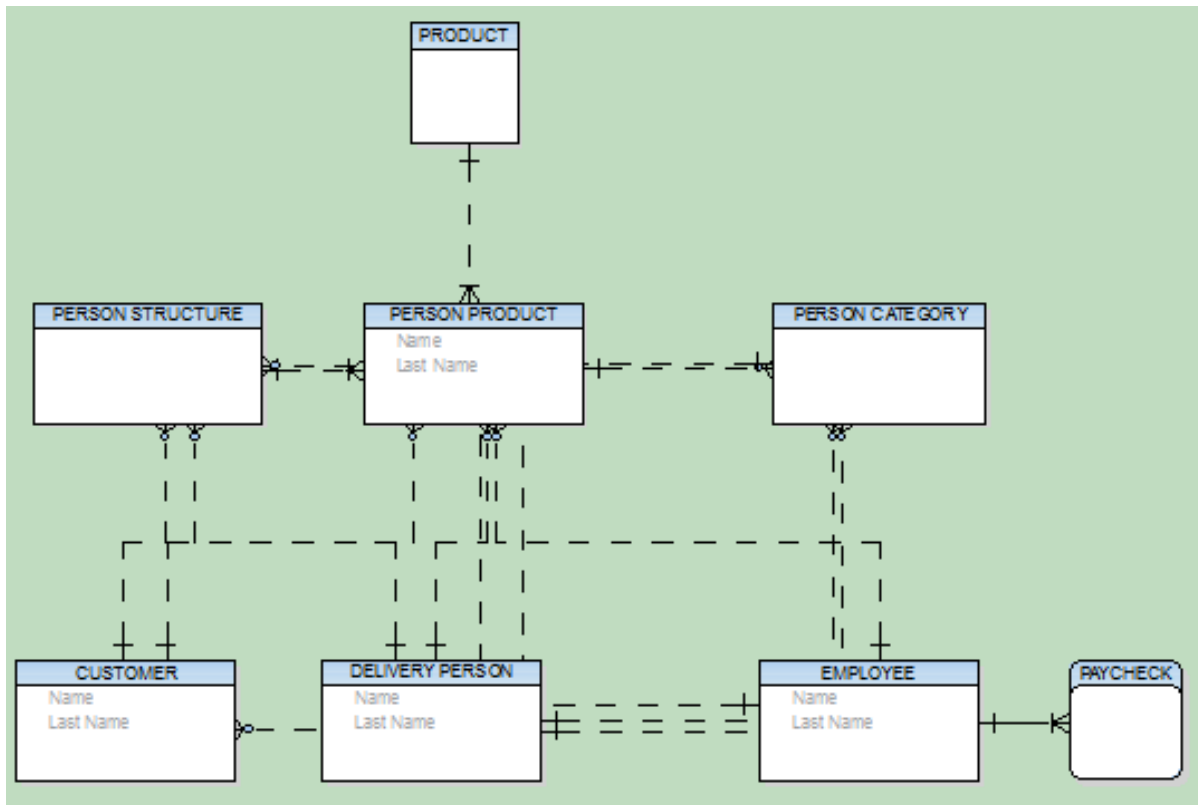 PRODUCT
PERSON STRUCTURE
PERSON PRODUCT
Name
Last Name
PERSON CATEGORY
CUSTOMER
Name
Last Name
DELIVERY PERSON
Name
Last Name
EMPLOYEE
Name
Last Name
PAYCHECK